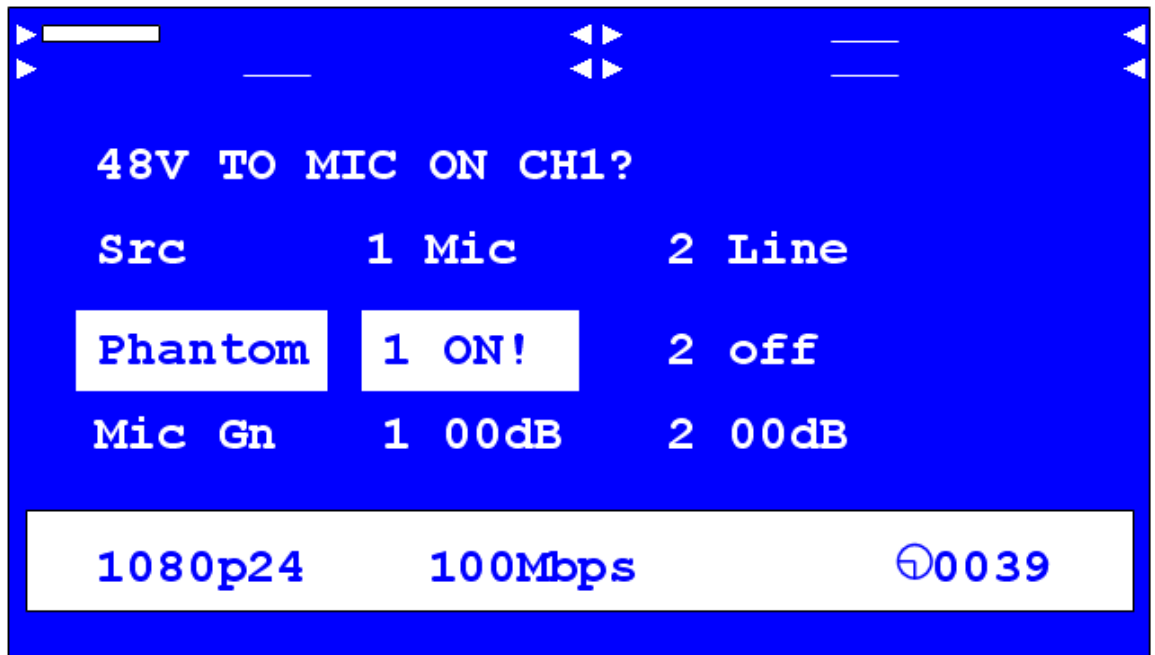 48V TO MIC ON CH1?
Src 1 Mic 2 Line
Phantom 1 ON! 2 off
Mic Gn 1 00dB 2 00dB
1080p24 100Mbps 0039